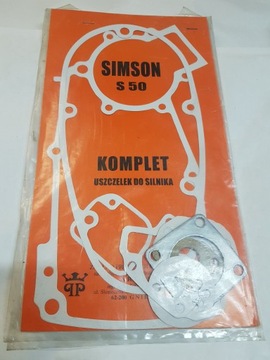 SIMSON
S 50
KOMPLET
USZCZELEK DO SILNIKA